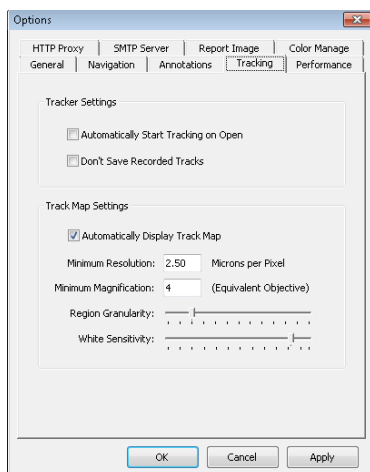 Options
HTTP Proxy SMTP Server Report Image Color Manage
General Navigation Annotations Tracking Performance
Tracker Settings
Automatically Start Tracking on Open
Don't Save Recorded Tracks
Track Map Settings
Automatically Display Track Map
Minimum Resolution: 2.50 Microns per Pixel
Minimum Magnification: 4 (Equivalent Objective)
Region Granularity:
White Sensitivity:
OK Cancel Apply